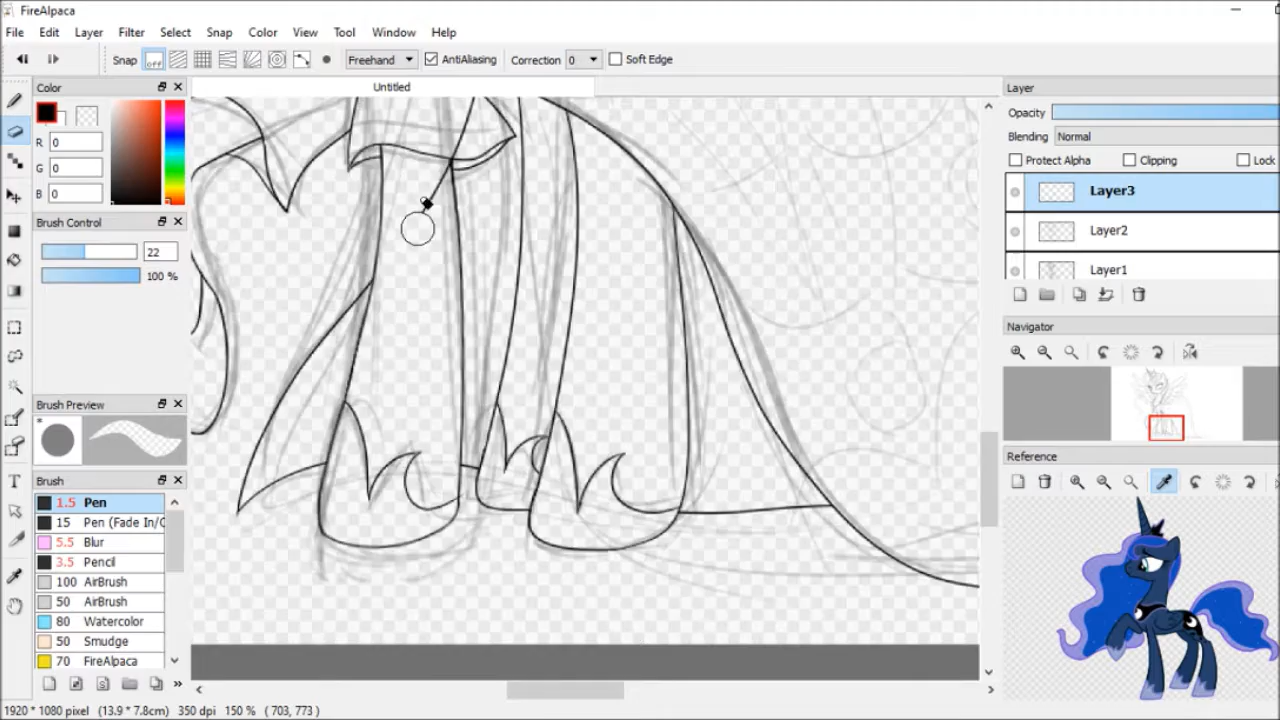 FireAlpaca
File Edit Layer Filter Select Snap Color View Tool Window Help
Snap off Freehand AntiAliasing Correction 0 Soft Edge
Color Untitled Layer
Opacity
R 0
Blending Normal
G 0
Protect Alpha Clipping Lock
B 0
Layer3
Brush Control
Layer2
22
Layer1
100 %
Navigator
Brush Preview
*
Reference
Brush
1.5 Pen
15 Pen (Fade In/O
5.5 Blur
3.5 Pencil
100 AirBrush
50 AirBrush
80 Watercolor
50 Smudge
70 FireAlpaca
1920 * 1080 pixel (13.9 * 7.8cm) 350 dpi 150 % ( 703, 773 )